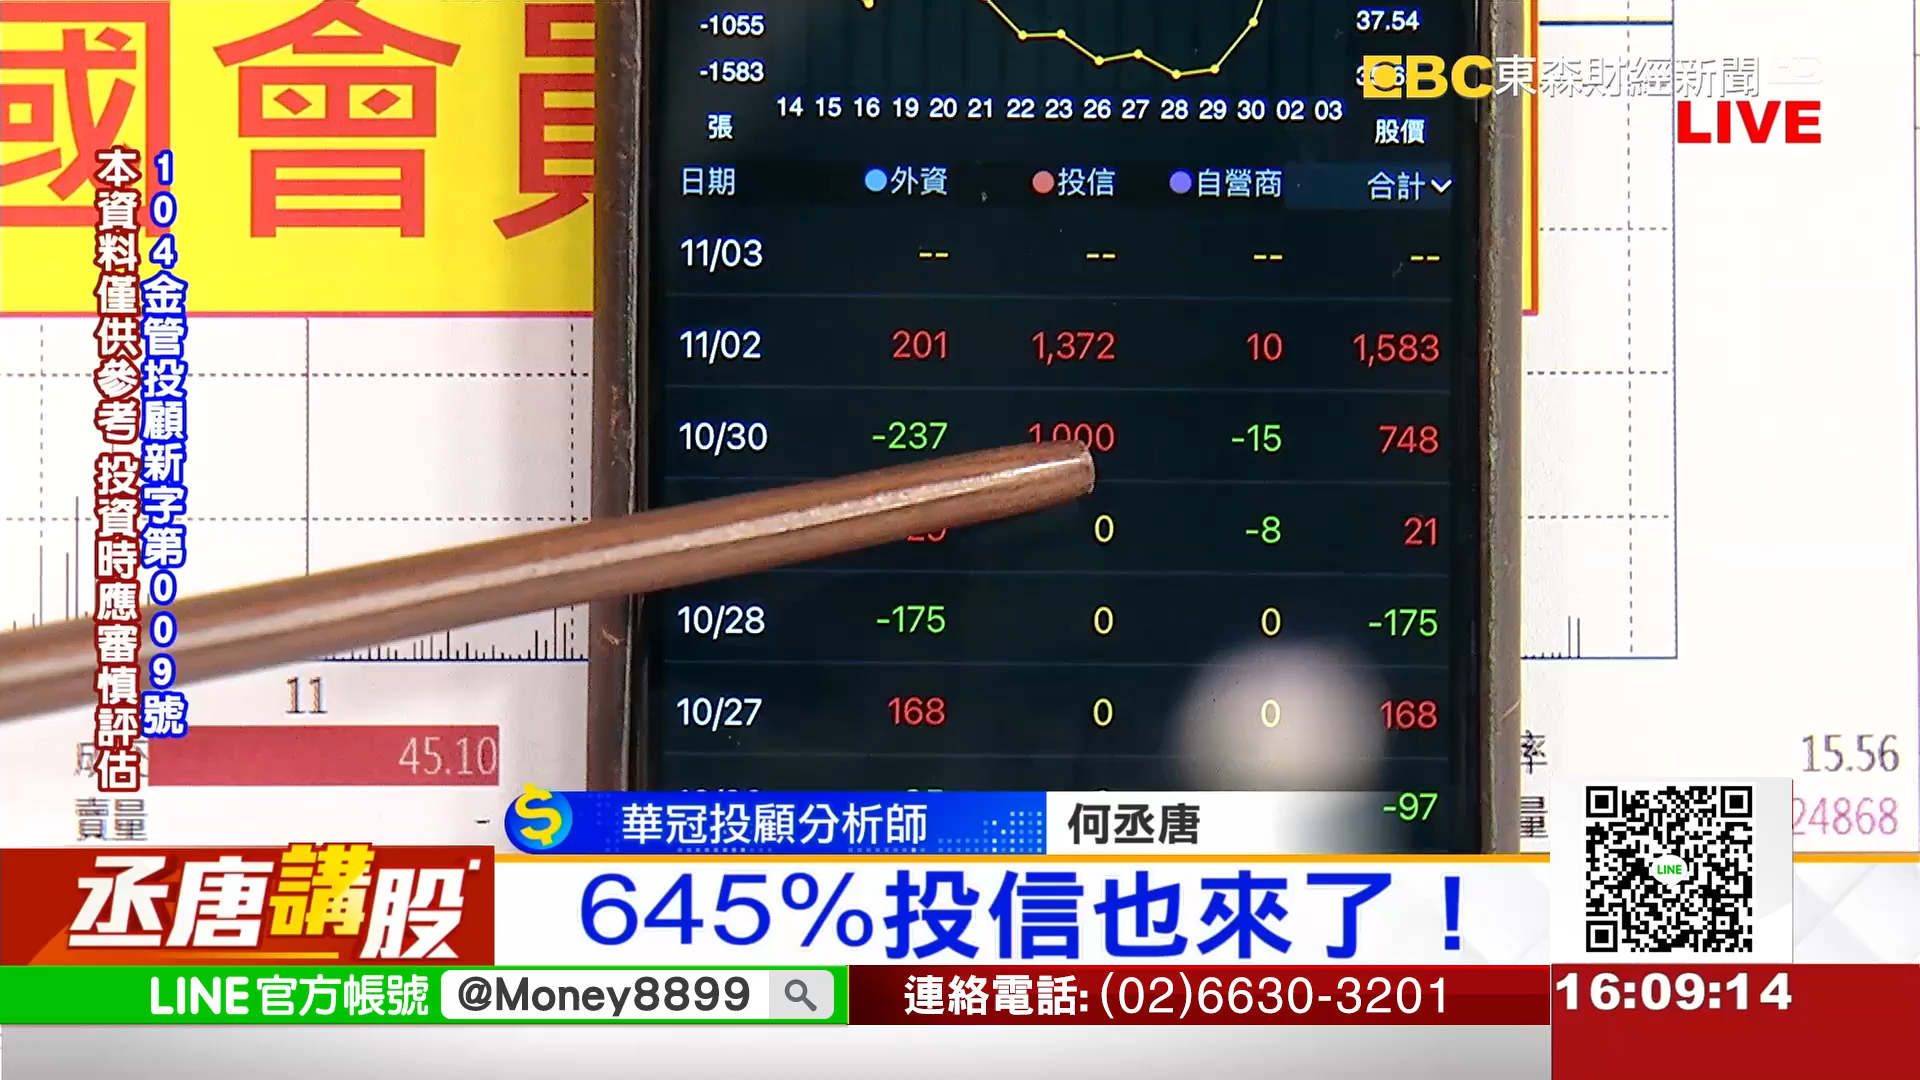 國會員
-1055
-1583
37.54
14 15 16 19 20 21 22 23 26 27 28 29 30 02 03
張
股價
EBC東森財經新聞 HD
LIVE
104金管投顧新字第009號
本資料僅供參考 投資時應審慎評估
日期 外資 投信 自營商 合計
11/03 -- -- -- --
11/02 201 1,372 10 1,583
10/30 -237 1,000 -15 748
0 -8 21
10/28 -175 0 0 -175
10/27 168 0 0 168
-97
11
45.10
賣量 -
率 15.56
量 24868
華冠投顧分析師 何丞唐
丞唐講股
645%投信也來了！
LINE
LINE官方帳號 @Money8899
連絡電話:(02)6630-3201
16:09:14